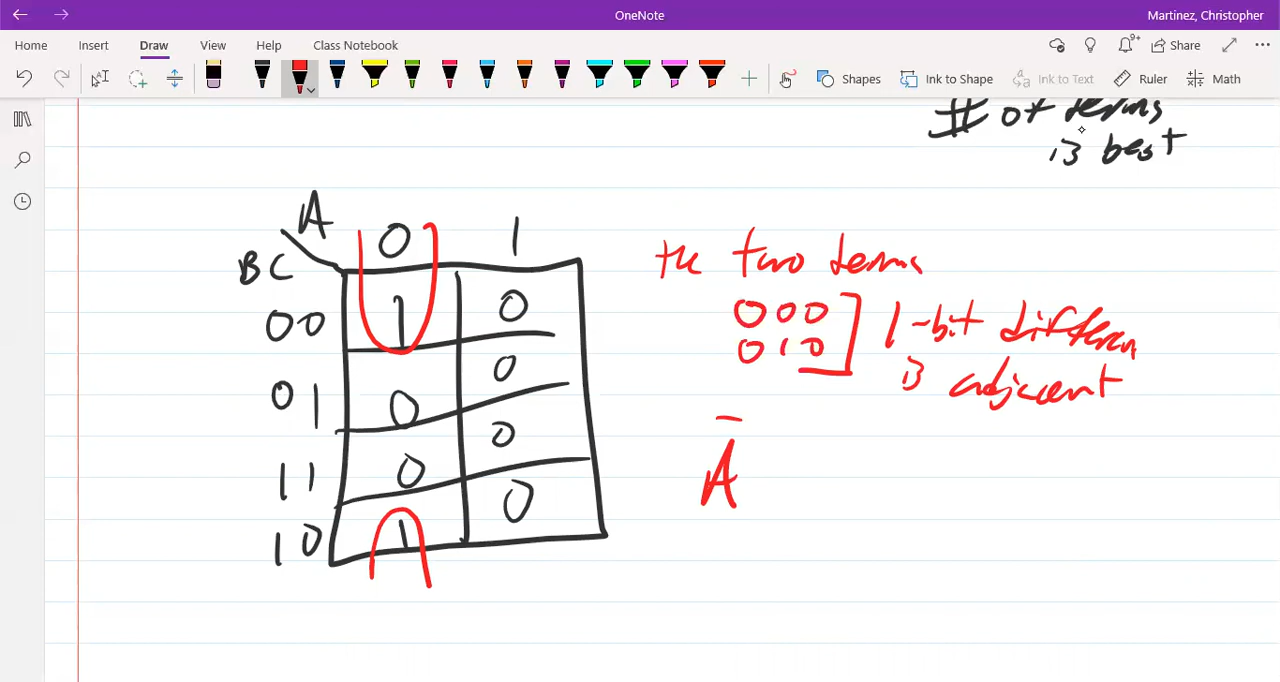 OneNote
Martinez, Christopher
Home Insert Draw View Help Class Notebook
Share
Shapes Ink to Shape Ink to Text Ruler Math
# of terms
is best
A
0 1
BC
00 1 0
01 0 0
11 0 0
10 1 0
the two terms
000
010
1-bit differen
is adjacent
Ā